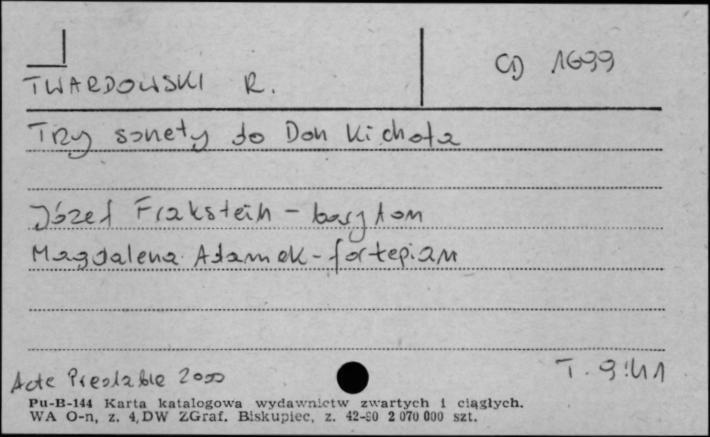 CD 1699
TWARDOWSKI R.
Trzy sonety do Don Kichota
Józef Frakstein - baryton
Magdalena Adamek - fortepian
Acte Préalable 2000
T. 9:41
Pu-B-144 Karta katalogowa wydawnictw zwartych i ciągłych.
WA O-n, z. 4, DW ZGraf. Biskupiec, z. 42-80 2 070 000 szt.